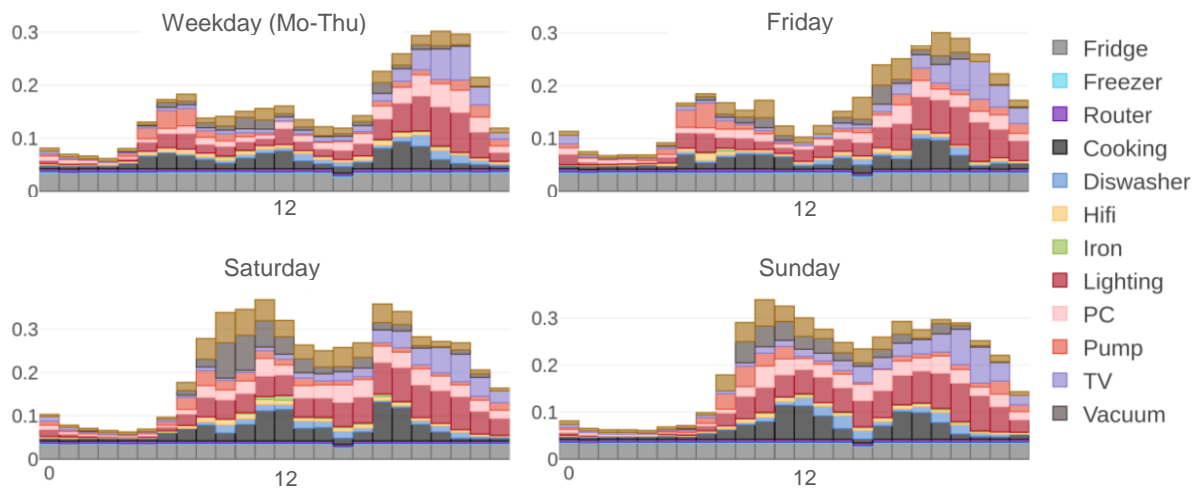 Weekday (Mo-Thu)
Friday
0.3
0.2
0.1
0
12
0.3
0.2
0.1
0
12
Saturday
Sunday
0.3
0.2
0.1
0
0
12
0.3
0.2
0.1
0
0
12
Fridge
Freezer
Router
Cooking
Diswasher
Hifi
Iron
Lighting
PC
Pump
TV
Vacuum